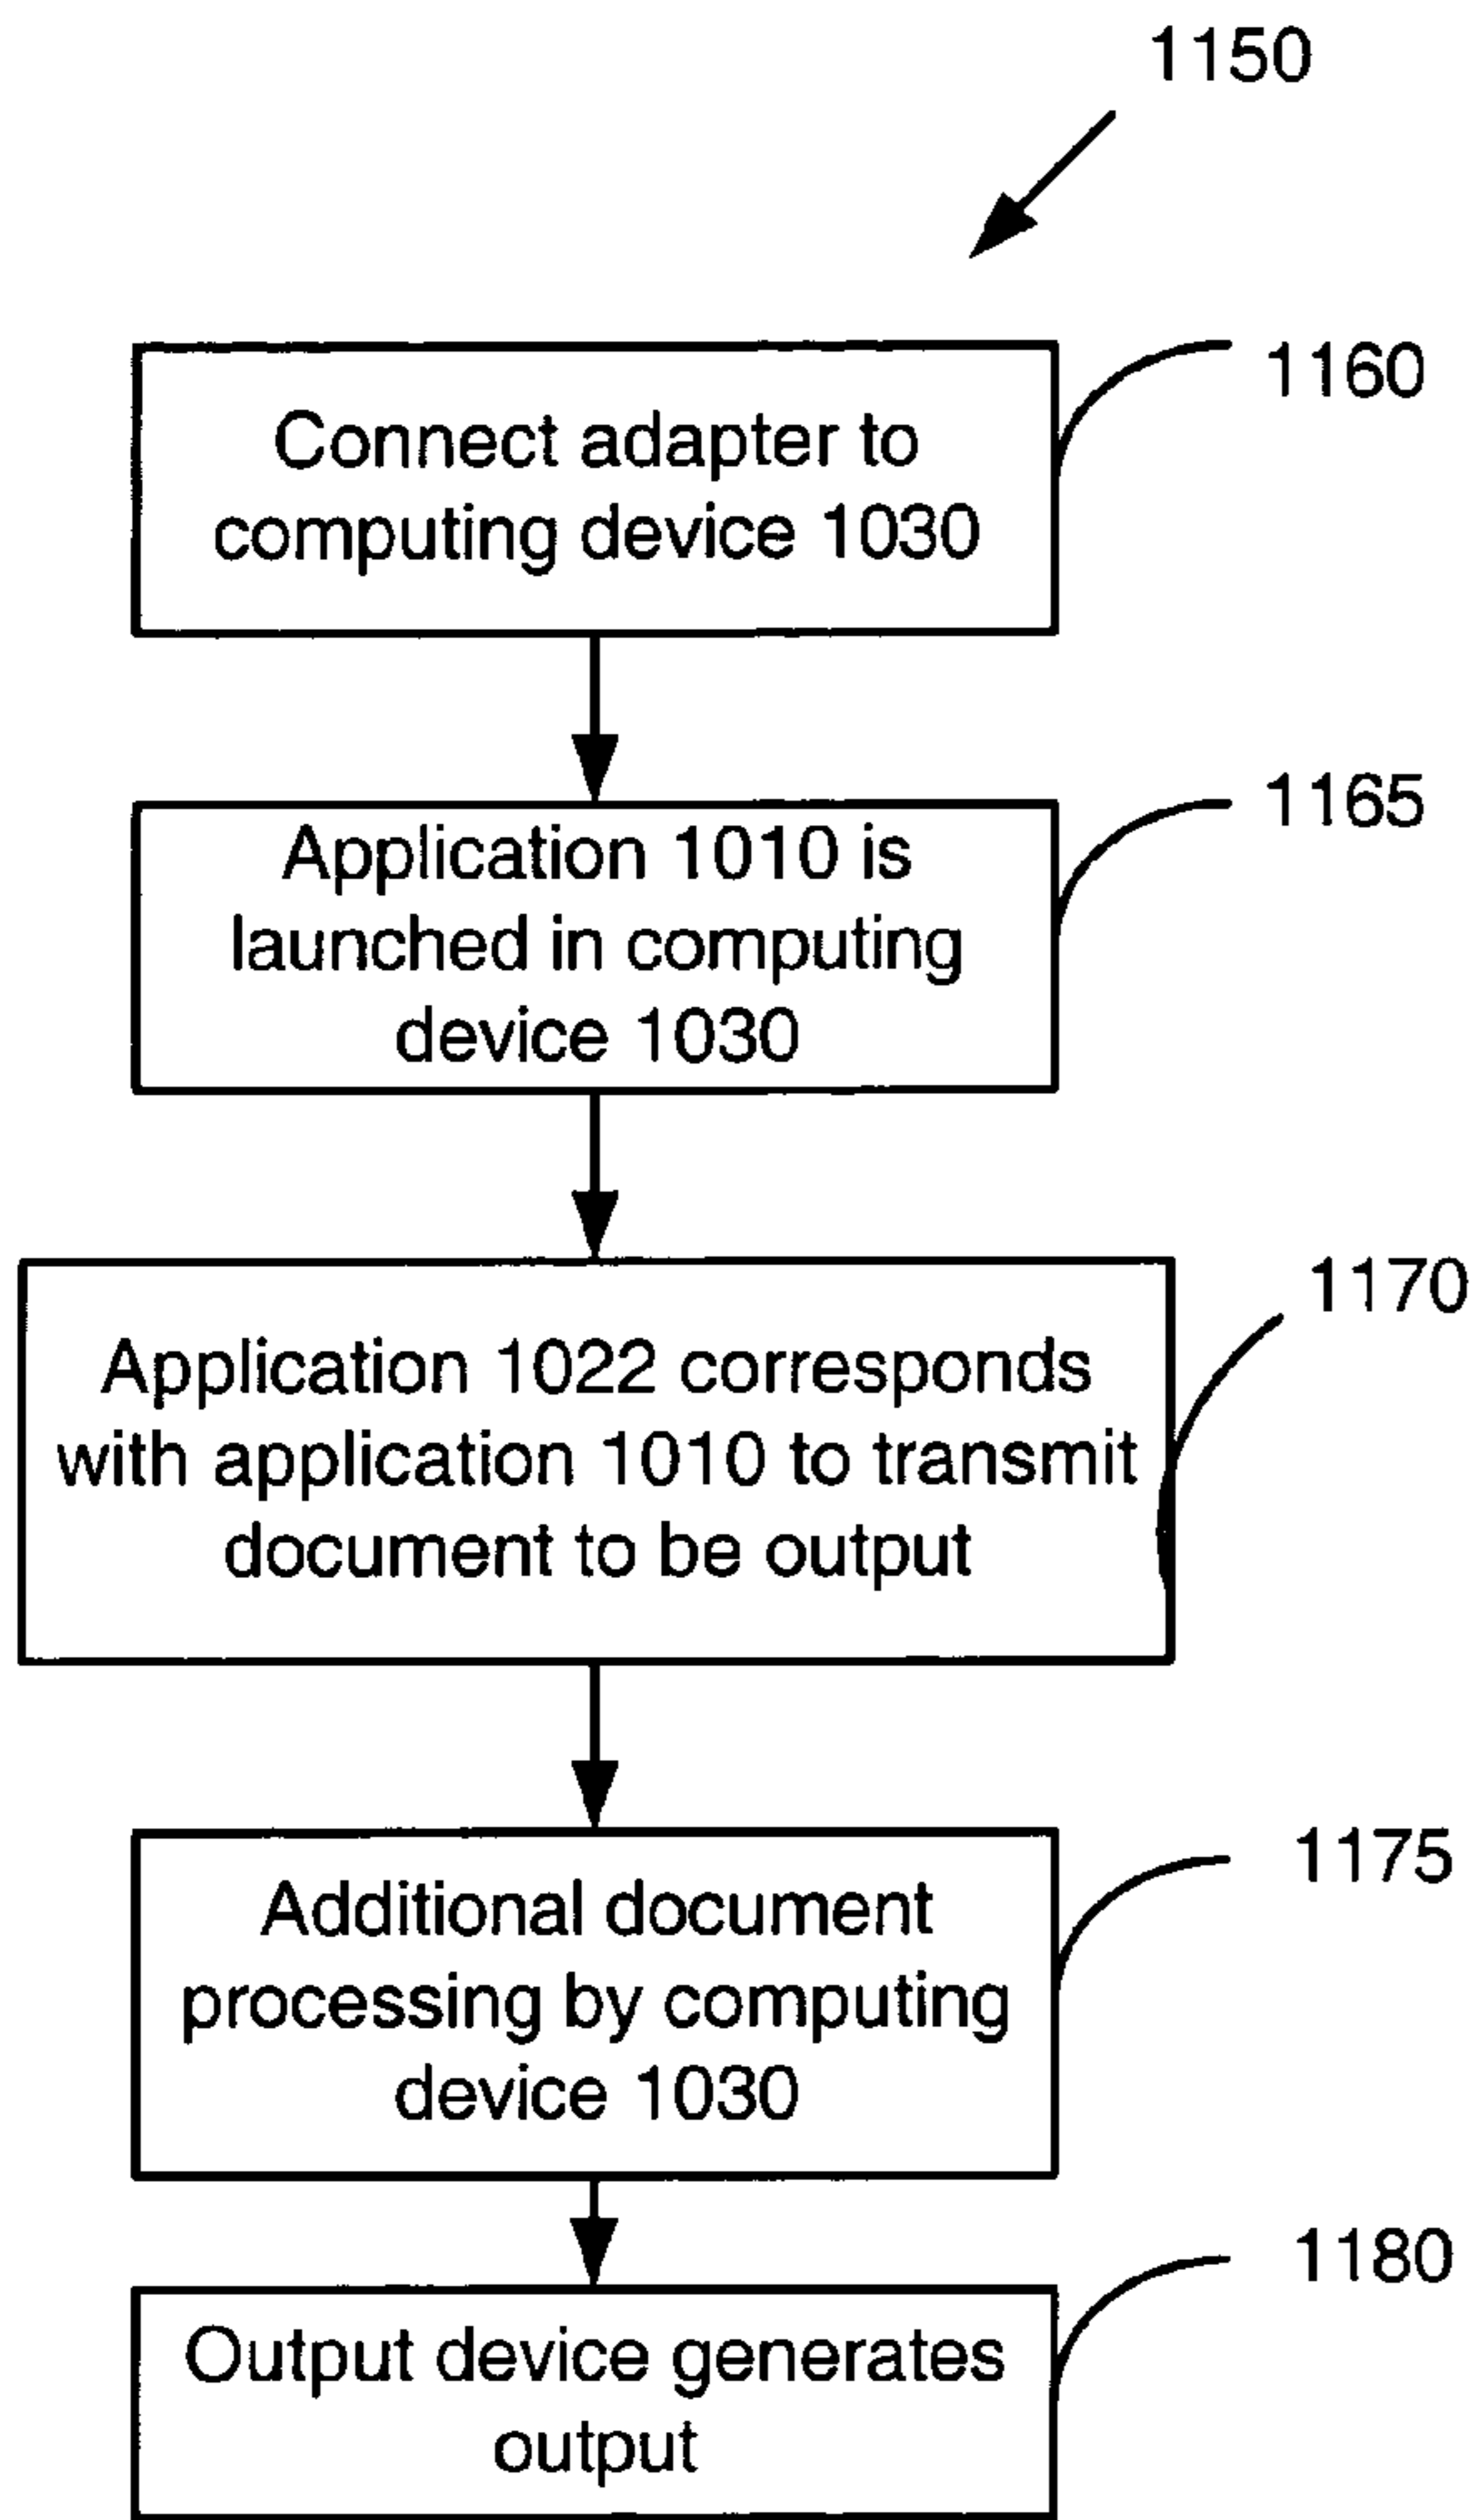 1150
1160
Connect adapter to
computing device 1030
1165
Application 1010 is
launched in computing
device 1030
1170
Application 1022 corresponds
with application 1010 to transmit
document to be output
1175
Additional document
processing by computing
device 1030
1180
Output device generates
output